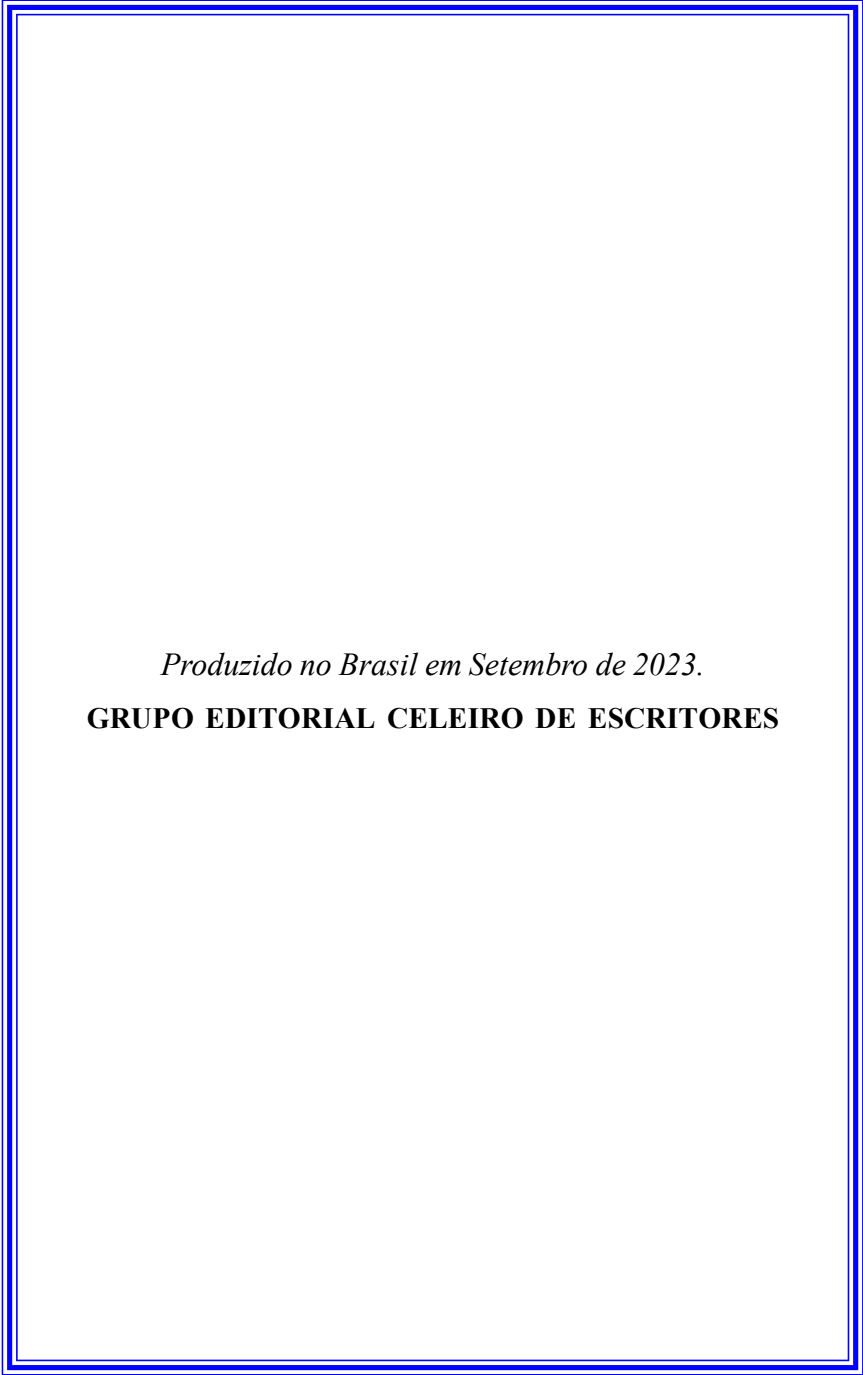 Produzido no Brasil em Setembro de 2023.
GRUPO EDITORIAL CELEIRO DE ESCRITORES